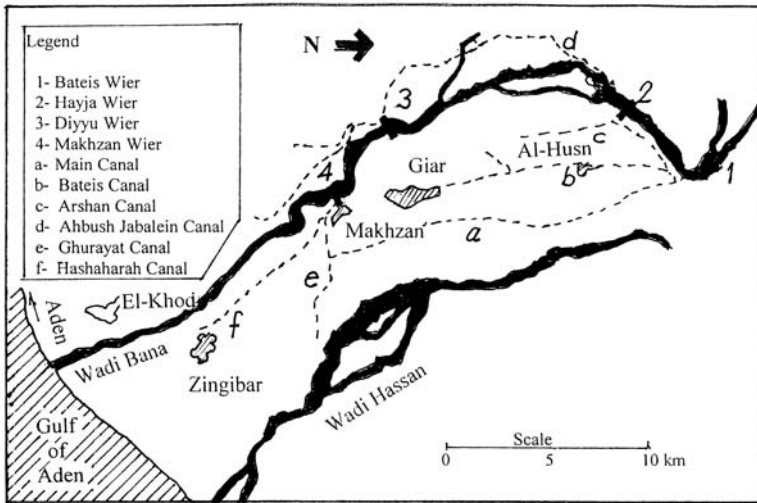 Legend
1- Bateis Wier
2- Hayja Wier
3- Diyyu Wier
4- Makhzan Wier
a- Main Canal
b- Bateis Canal
c- Arshan Canal
d- Ahbush Jabalein Canal
e- Ghurayat Canal
f- Hashaharah Canal
N
d
3
2
c
Al-Husn
1
Giar
b
4
Makhzan
a
e
Aden
El-Khod
f
Wadi Bana
Zingibar
Wadi Hassan
Gulf
of
Aden
Scale
0 5 10 km